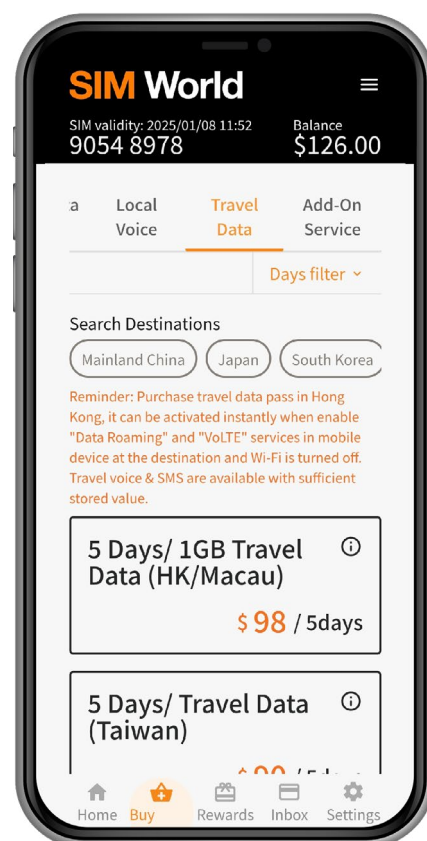 SIM World
SIM validity: 2025/01/08 11:52
Balance
9054 8978
$126.00
Local Voice
Travel Data
Add-On Service
Days filter
Search Destinations
Mainland China
Japan
South Korea
Reminder: Purchase travel data pass in Hong
Kong, it can be activated instantly when enable
"Data Roaming" and "VoLTE" services in mobile
device at the destination and Wi-Fi is turned off.
Travel voice & SMS are available with sufficient
stored value.
5 Days/ 1GB Travel
Data (HK/Macau)
$ 98 / 5days
5 Days/ Travel Data
(Taiwan)
Home
Buy
Rewards
Inbox
Settings